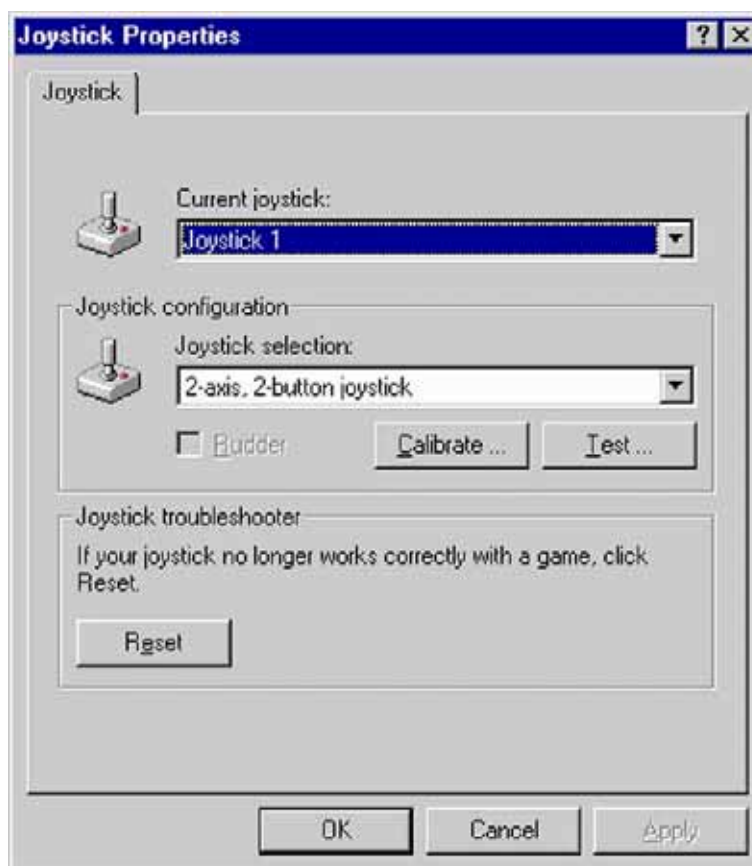 Joystick Properties
Joystick
Current joystick:
Joystick 1
Joystick configuration
Joystick selection:
2-axis, 2-button joystick
Rudder
Calibrate ...
Test ...
Joystick troubleshooter
If your joystick no longer works correctly with a game, click
Reset.
Reset
OK
Cancel
Apply